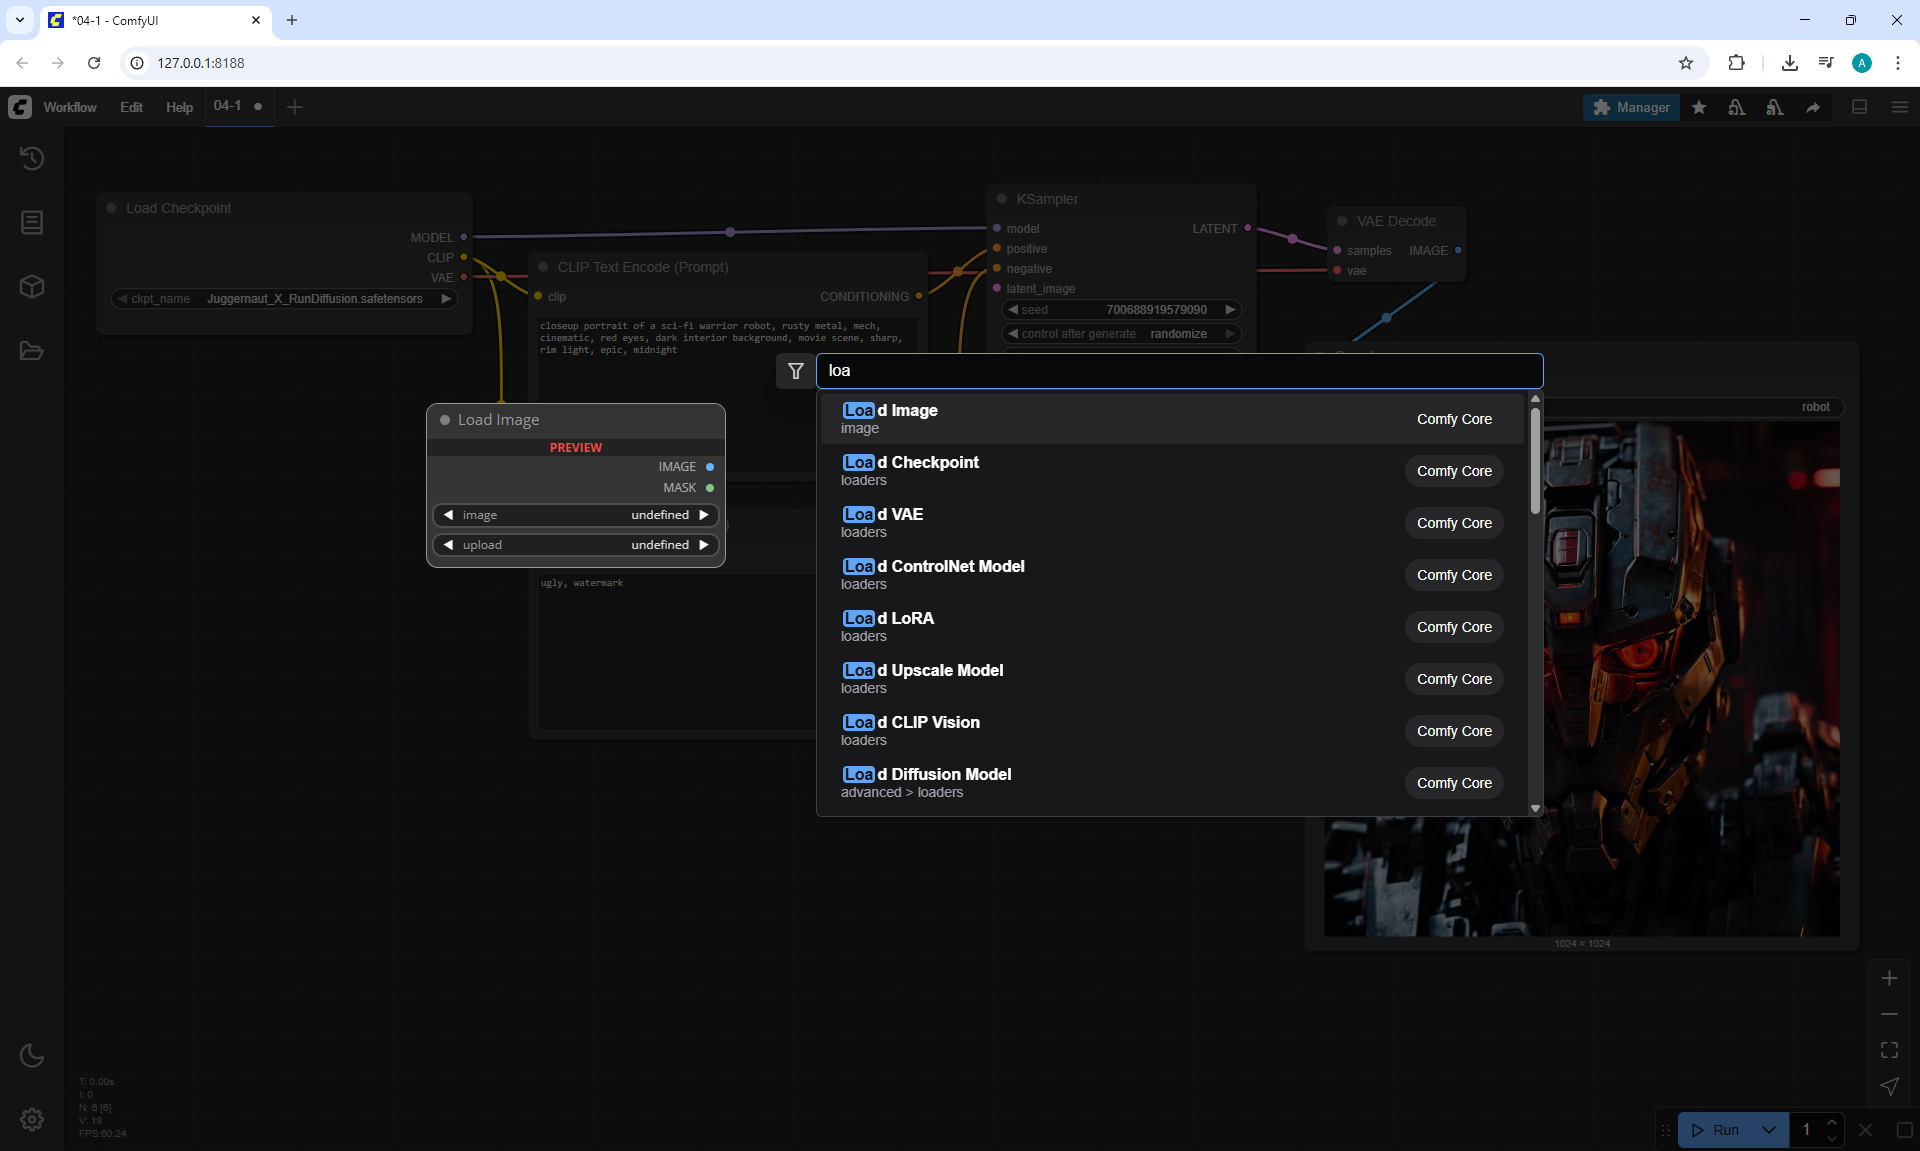 *04-1 - ComfyUI
127.0.0.1:8188
A
Workflow
Edit
Help
04-1
Manager
Load Checkpoint
MODEL
CLIP
VAE
ckpt_name
Juggernaut_X_RunDiffusion.safetensors
CLIP Text Encode (Prompt)
clip
CONDITIONING
closeup portrait of a sci-fi warrior robot, rusty metal, mech,
cinematic, red eyes, dark interior background, movie scene, sharp,
rim light, epic, midnight
KSampler
model
LATENT
positive
negative
latent_image
seed
700688919579090
control after generate
randomize
VAE Decode
samples
IMAGE
vae
robot
Load Image
PREVIEW
IMAGE
MASK
image
undefined
upload
undefined
ugly, watermark
loa
Load Image
image
Comfy Core
Load Checkpoint
loaders
Comfy Core
Load VAE
loaders
Comfy Core
Load ControlNet Model
loaders
Comfy Core
Load LoRA
loaders
Comfy Core
Load Upscale Model
loaders
Comfy Core
Load CLIP Vision
loaders
Comfy Core
Load Diffusion Model
advanced > loaders
Comfy Core
1024 × 1024
T: 0.00s
I: 0
N: 6 [6]
V: 18
FPS:60.24
Run
1